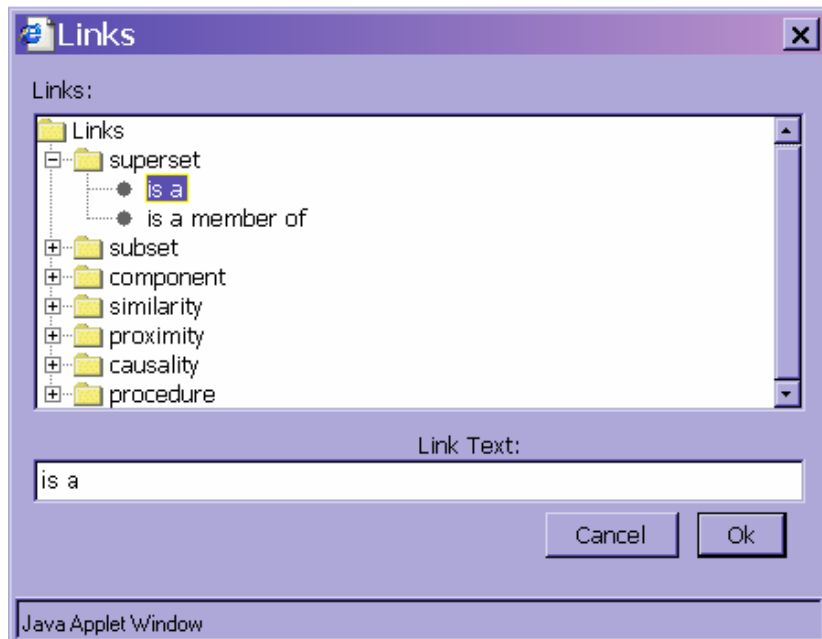 Links
Links:
Links
superset
is a
is a member of
subset
component
similarity
proximity
causality
procedure
Link Text:
is a
Cancel Ok
Java Applet Window